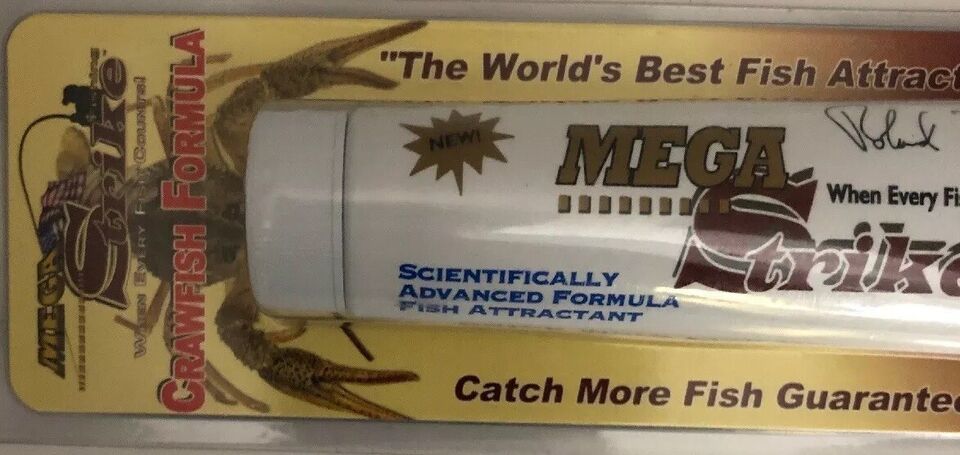 "The World's Best Fish Attract
NEW!
MEGA
Strike
When Every Fi
SCIENTIFICALLY
ADVANCED FORMULA
FISH ATTRACTANT
Catch More Fish Guarantee
MEGA
Strike
WHEN EVERY FISH COUNTS!
CRAWFISH FORMULA